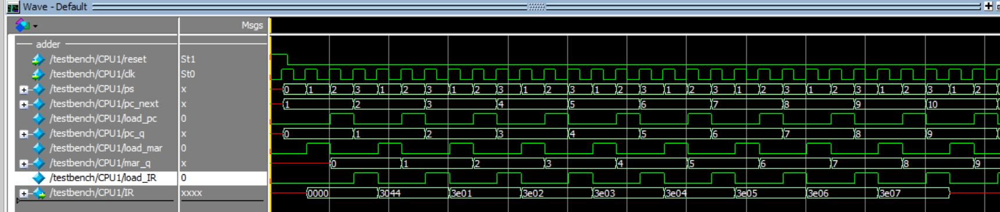 Wave - Default
Msgs
adder
/testbench/CPU1/reset St1
/testbench/CPU1/clk St0
/testbench/CPU1/ps x 0 1 2 3 1 2 3 1 2 3 1 2 3 1 2 3 1 2 3 1 2 3 1 2 3 1 2 3 1 2
/testbench/CPU1/pc_next x 1 2 3 4 5 6 7 8 9 10
/testbench/CPU1/load_pc 0
/testbench/CPU1/pc_q x 0 1 2 3 4 5 6 7 8 9
/testbench/CPU1/load_mar 0
/testbench/CPU1/mar_q x 0 1 2 3 4 5 6 7 8 9
/testbench/CPU1/load_IR 0
/testbench/CPU1/IR xxxx 0000 3044 3e01 3e02 3e03 3e04 3e05 3e06 3e07